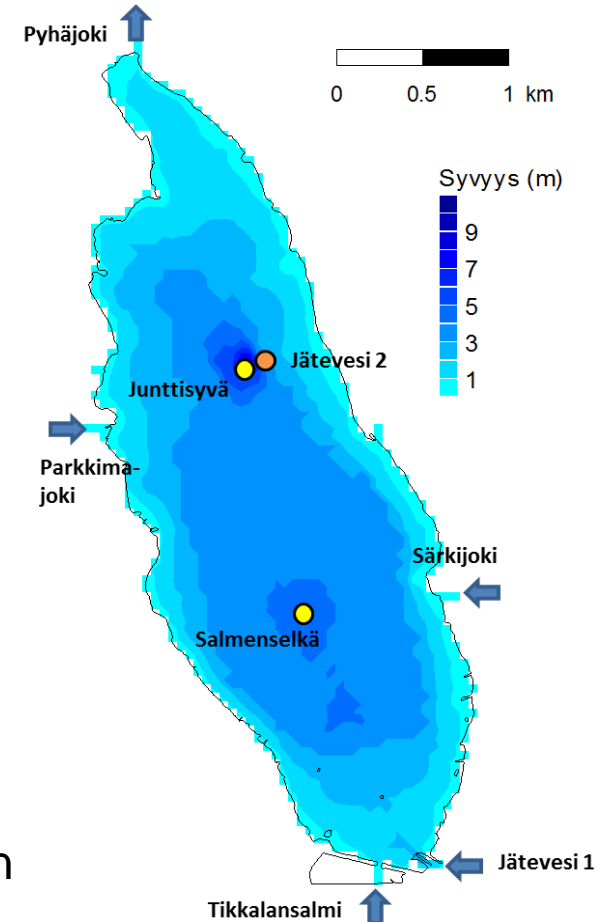 Pyhäjoki
0 0.5 1 km
Syvyys (m)
9
7
5
3
1
Jätevesi 2
Junttisyvä
Parkkima-
joki
Särkijoki
Salmenselkä
n
Jätevesi 1
Tikkalansalmi